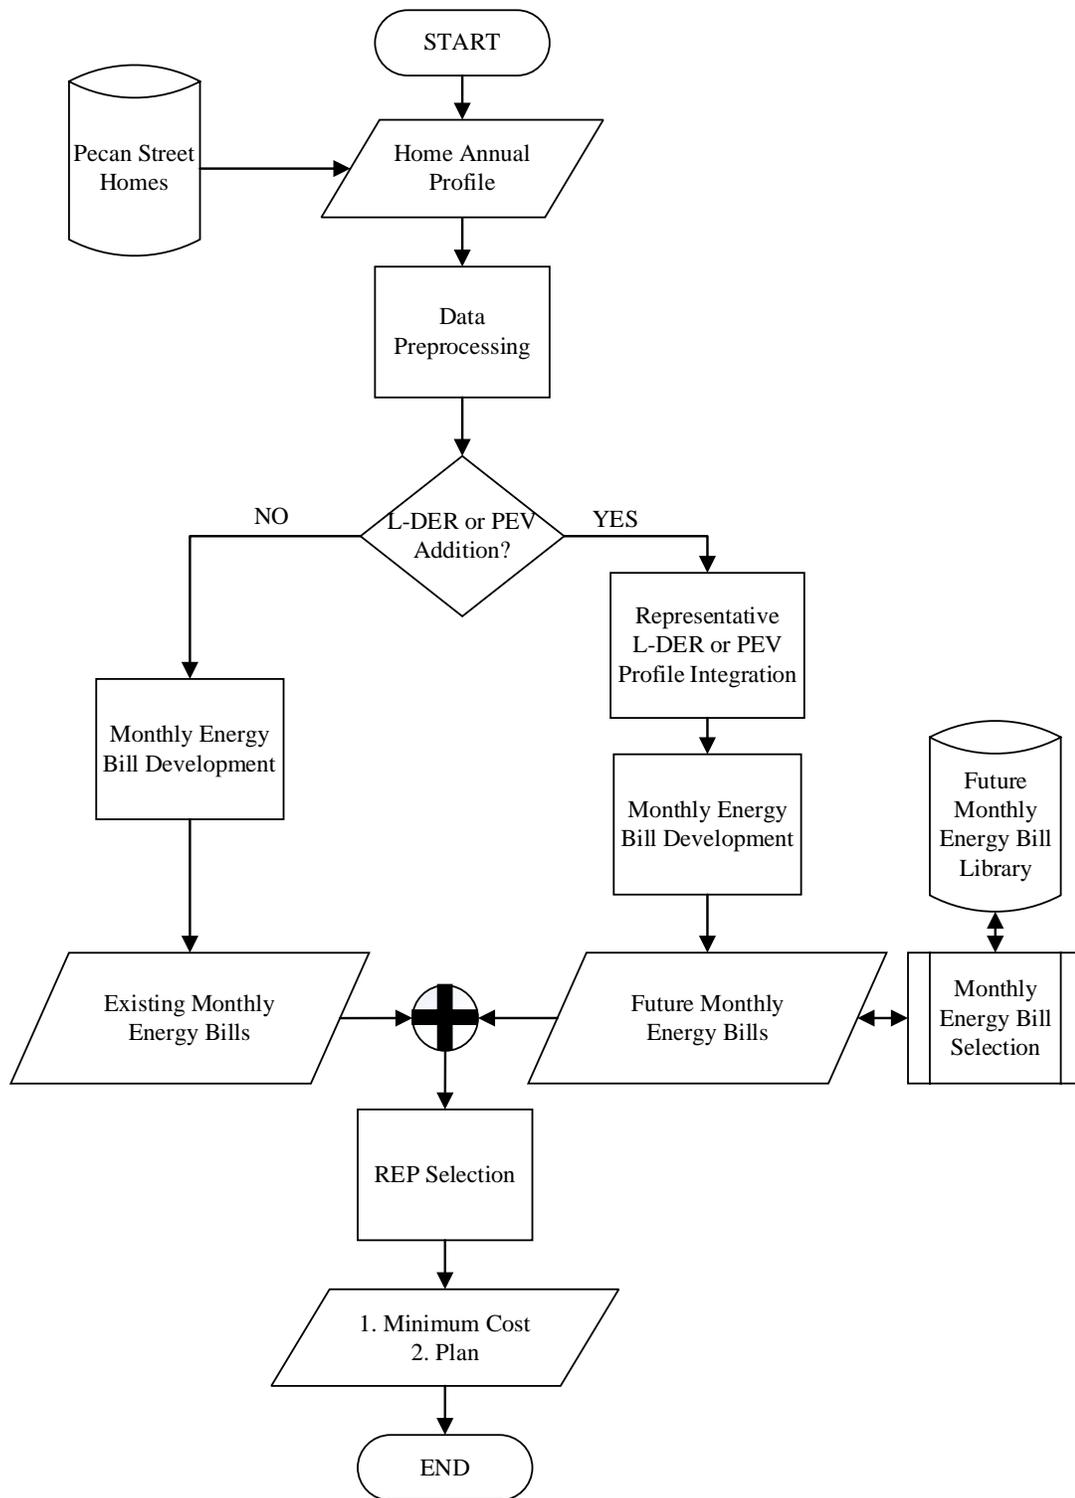 START
Pecan Street
Homes
Home Annual
Profile
Data
Preprocessing
NO
L-DER or PEV
Addition?
YES
Representative
L-DER or PEV
Profile Integration
Monthly Energy
Bill Development
Monthly Energy
Bill Development
Future
Monthly
Energy Bill
Library
Existing Monthly
Energy Bills
Future Monthly
Energy Bills
Monthly
Energy Bill
Selection
REP Selection
1. Minimum Cost
2. Plan
END